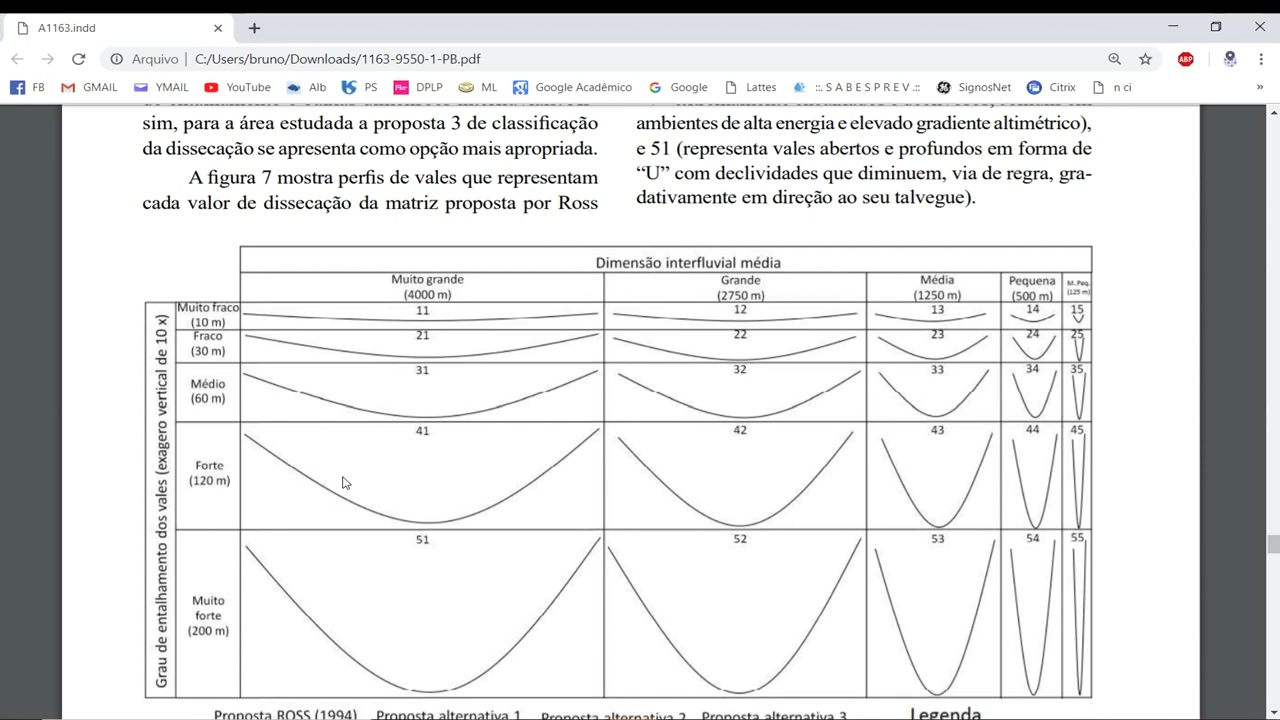 A1163.indd
Arquivo | C:/Users/bruno/Downloads/1163-9550-1-PB.pdf
ABP
FB GMAIL YMAIL YouTube Alb PS DPLP ML Google Acadêmico Google Lattes :: S A B E S P R E V .:: SignosNet Citrix n ci »
sim, para a área estudada a proposta 3 de classificação
da dissecação se apresenta como opção mais apropriada.
A figura 7 mostra perfis de vales que representam
cada valor de dissecação da matriz proposta por Ross
ambientes de alta energia e elevado gradiente altimétrico),
e 51 (representa vales abertos e profundos em forma de
“U” com declividades que diminuem, via de regra, gra-
dativamente em direção ao seu talvegue).
Dimensão interfluvial média
Muito grande Grande Média Pequena M. Peq.
(4000 m) (2750 m) (1250 m) (500 m) (125 m)
Grau de entalhamento dos vales (exagero vertical de 10 x)
Muito fraco 11 12 13 14 15
(10 m)
Fraco 21 22 23 24 25
(30 m)
31 32 33 34 35
Médio
(60 m)
41 42 43 44 45
Forte
(120 m)
51 52 53 54 55
Muito
forte
(200 m)
Proposta ROSS (1994) Proposta alternativa 1 Proposta alternativa 2 Proposta alternativa 3 Legenda